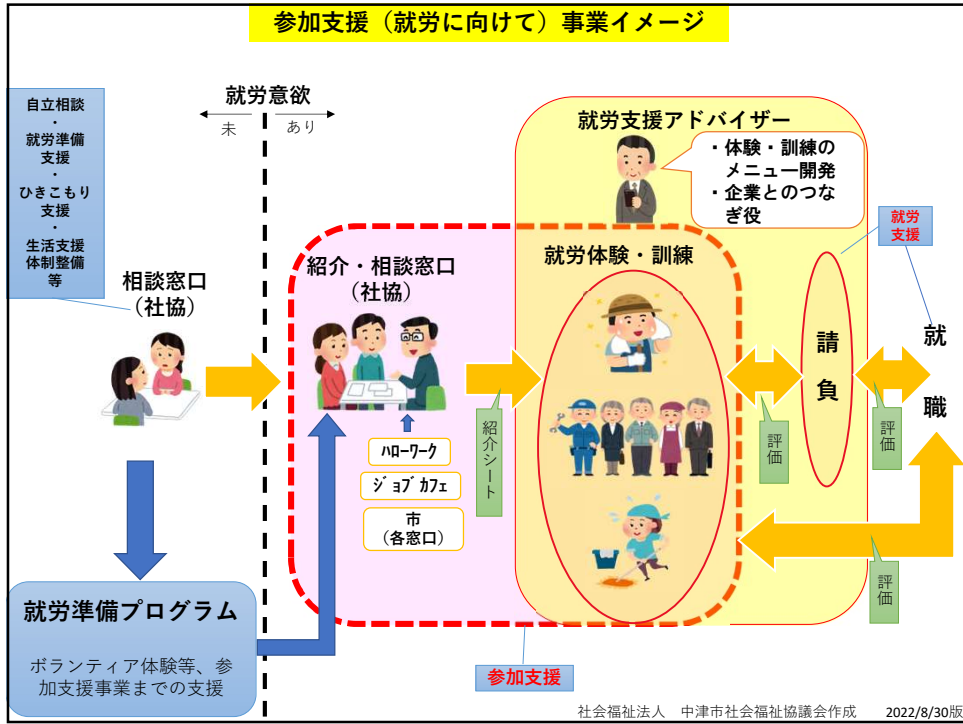 参加支援（就労に向けて）事業イメージ
自立相談
・
就労準備
支援
・
ひきこもり
支援
・
生活支援
体制整備
等
就労意欲
未
あり
相談窓口
（社協）
就労準備プログラム
ボランティア体験等、参
加支援事業までの支援
紹介・相談窓口
（社協）
ﾊﾛｰﾜｰｸ
ｼﾞｮﾌﾞｶﾌｪ
市
（各窓口）
紹介シート
就労支援アドバイザー
・体験・訓練の
メニュー開発
・企業とのつな
ぎ役
就労体験・訓練
評価
請負
評価
就労
支援
就職
評価
参加支援
社会福祉法人　中津市社会福祉協議会作成　2022/8/30版